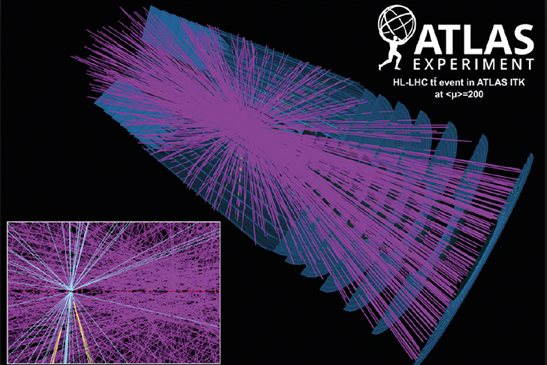 ATLAS
EXPERIMENT
HL-LHC tt̄ event in ATLAS ITK
at <μ>=200